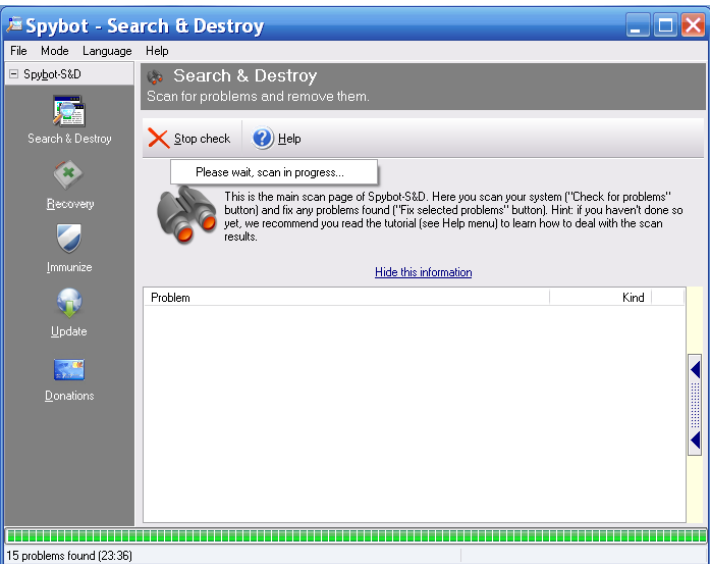 Spybot - Search & Destroy
File Mode Language Help
Spybot-S&D
Search & Destroy
Scan for problems and remove them.
Search & Destroy
Recovery
Immunize
Update
Donations
Stop check Help
Please wait, scan in progress...
This is the main scan page of Spybot-S&D. Here you scan your system ("Check for problems"
button) and fix any problems found ("Fix selected problems" button). Hint: if you haven't done so
yet, we recommend you read the tutorial (see Help menu) to learn how to deal with the scan
results.
Hide this information
Problem Kind
15 problems found (23:36)